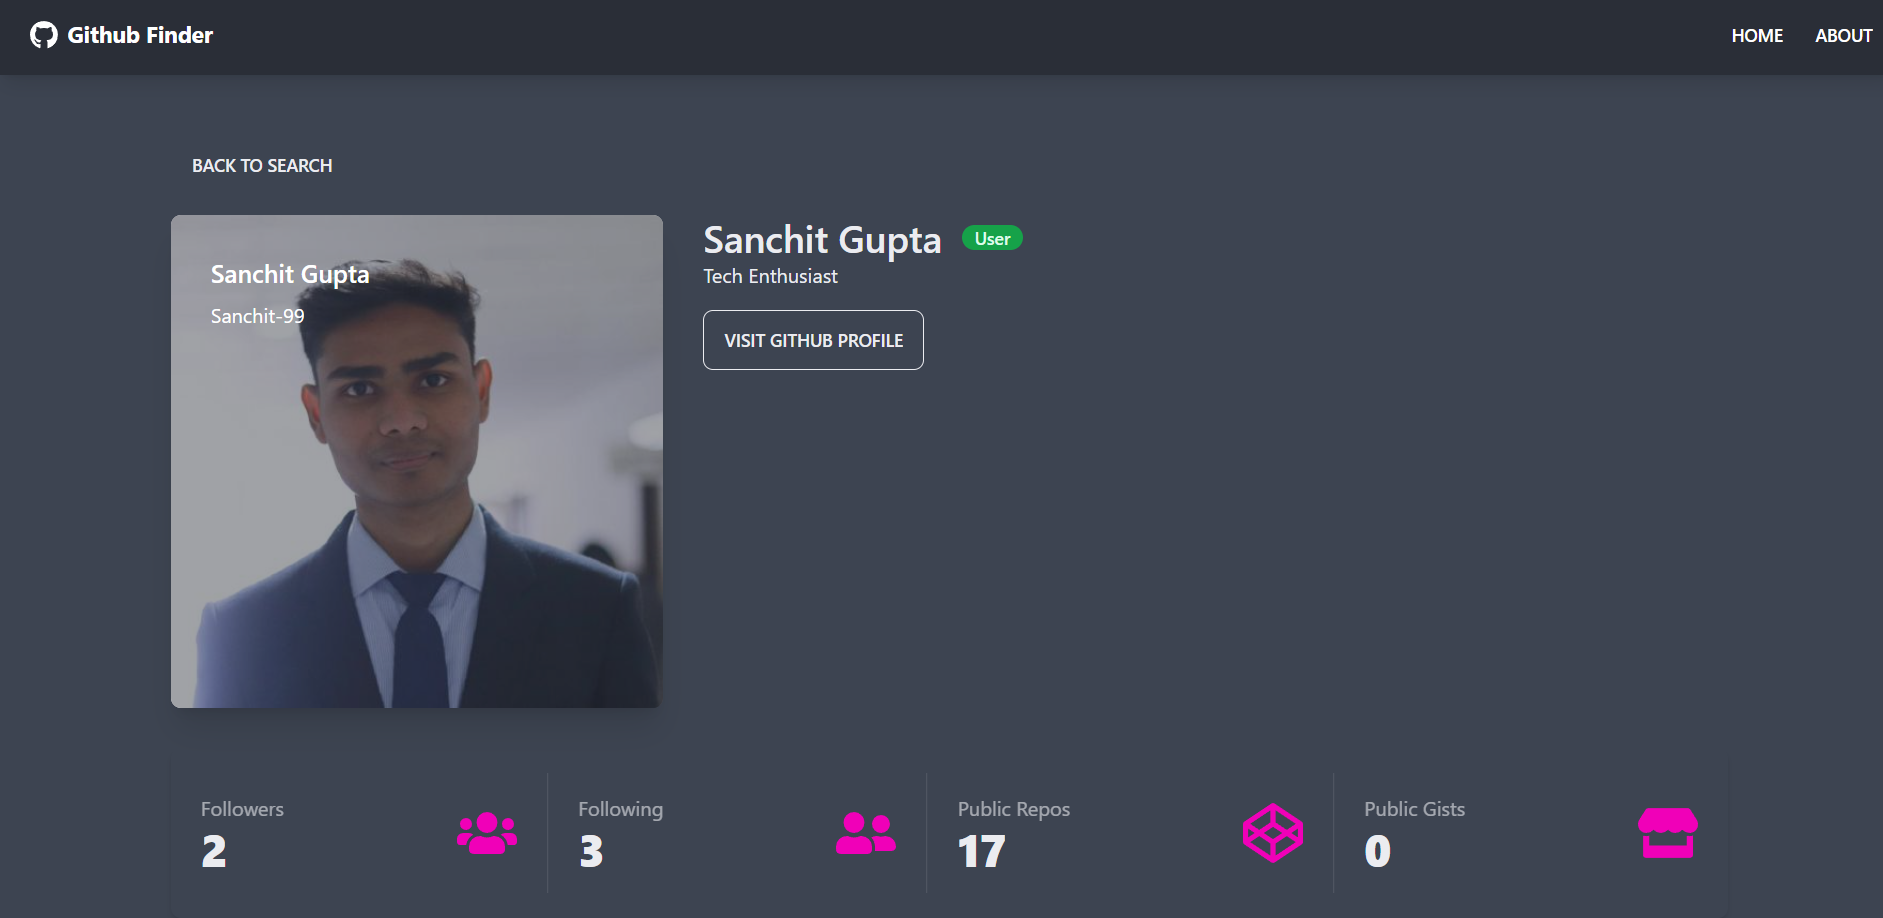 Github Finder
HOME
ABOUT
BACK TO SEARCH
Sanchit Gupta
Sanchit-99
Sanchit Gupta
User
Tech Enthusiast
VISIT GITHUB PROFILE
Followers
2
Following
3
Public Repos
17
Public Gists
0